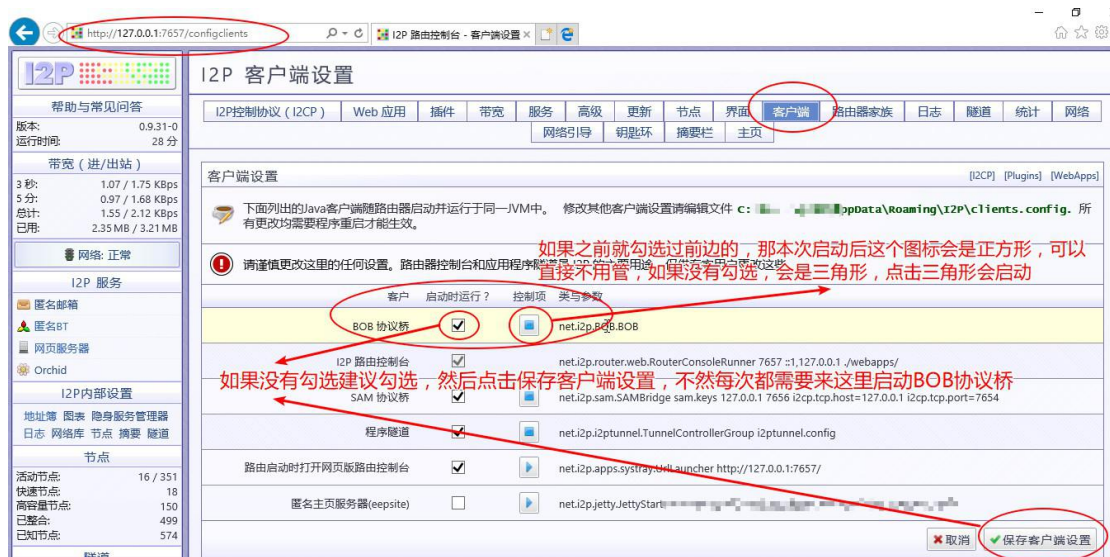 http://127.0.0.1:7657/configclients
I2P 路由控制台 - 客户端设置
I2P
I2P 客户端设置
I2P控制协议（I2CP）
Web 应用
插件
带宽
服务
高级
更新
节点
界面
客户端
路由器家族
日志
隧道
统计
网络
网络引导
钥匙环
摘要栏
主页
帮助与常见问答
版本: 0.9.31-0
运行时间: 28 分
带宽（进/出站）
3 秒: 1.07 / 1.75 KBps
5 分: 0.97 / 1.68 KBps
总计: 1.55 / 2.12 KBps
已用: 2.35 MB / 3.21 MB
网络: 正常
I2P 服务
匿名邮箱
匿名BT
网页服务器
Orchid
I2P内部设置
地址簿 图表 隐身服务管理器
日志 网络库 节点 摘要 隧道
节点
活动节点: 16 / 351
快速节点: 18
高容量节点: 150
已整合: 499
已知节点: 574
隧道
客户端设置
[I2CP] [Plugins] [WebApps]
下面列出的Java客户端随路由器启动并运行于同一JVM中。 修改其他客户端设置请编辑文件 C: ppData\Roaming\I2P\clients.config. 所
有更改均需要程序重启才能生效。
如果之前就勾选过前边的，那本次启动后这个图标会是正方形，可以
直接不用管，如果没有勾选，会是三角形，点击三角形会启动
请谨慎更改这里的任何设置。路由器控制台和应用程序隧道
客户 启动时运行？ 控制项 类与参数
BOB 协议桥 net.i2p.BOB.BOB
I2P 路由控制台 net.i2p.router.web.RouterConsoleRunner 7657 ::1,127.0.0.1 ./webapps/
如果没有勾选建议勾选，然后点击保存客户端设置，不然每次都需要来这里启动BOB协议桥
SAM 协议桥 net.i2p.sam.SAMBridge sam.keys 127.0.0.1 7656 i2cp.tcp.host=127.0.0.1 i2cp.tcp.port=7654
程序隧道 net.i2p.i2ptunnel.TunnelControllerGroup i2ptunnel.config
路由启动时打开网页版路由控制台 net.i2p.apps.systray.UrlLauncher http://127.0.0.1:7657/
匿名主页服务器(eepsite) net.i2p.jetty.JettyStart
取消
保存客户端设置